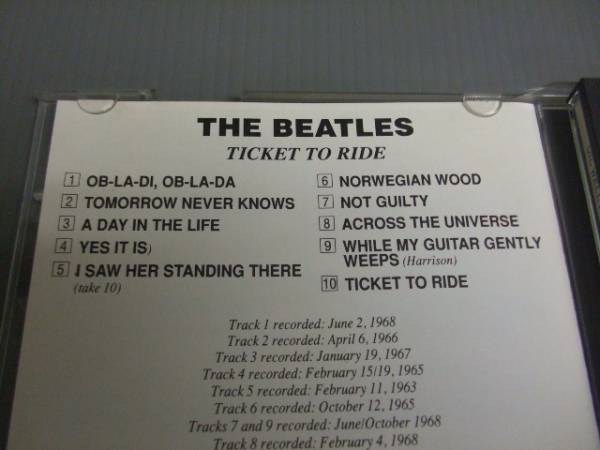 THE BEATLES
TICKET TO RIDE
1 OB-LA-DI, OB-LA-DA
2 TOMORROW NEVER KNOWS
3 A DAY IN THE LIFE
4 YES IT IS)
5 I SAW HER STANDING THERE
(take 10)
6 NORWEGIAN WOOD
7 NOT GUILTY
8 ACROSS THE UNIVERSE
9 WHILE MY GUITAR GENTLY
WEEPS (Harrison)
10 TICKET TO RIDE
Track 1 recorded: June 2, 1968
Track 2 recorded: April 6, 1966
Track 3 recorded: January 19, 1967
Track 4 recorded: February 15/19, 1965
Track 5 recorded: February 11, 1963
Track 6 recorded: October 12, 1965
Tracks 7 and 9 recorded: June/October 1968
Track 8 recorded: February 4, 1968